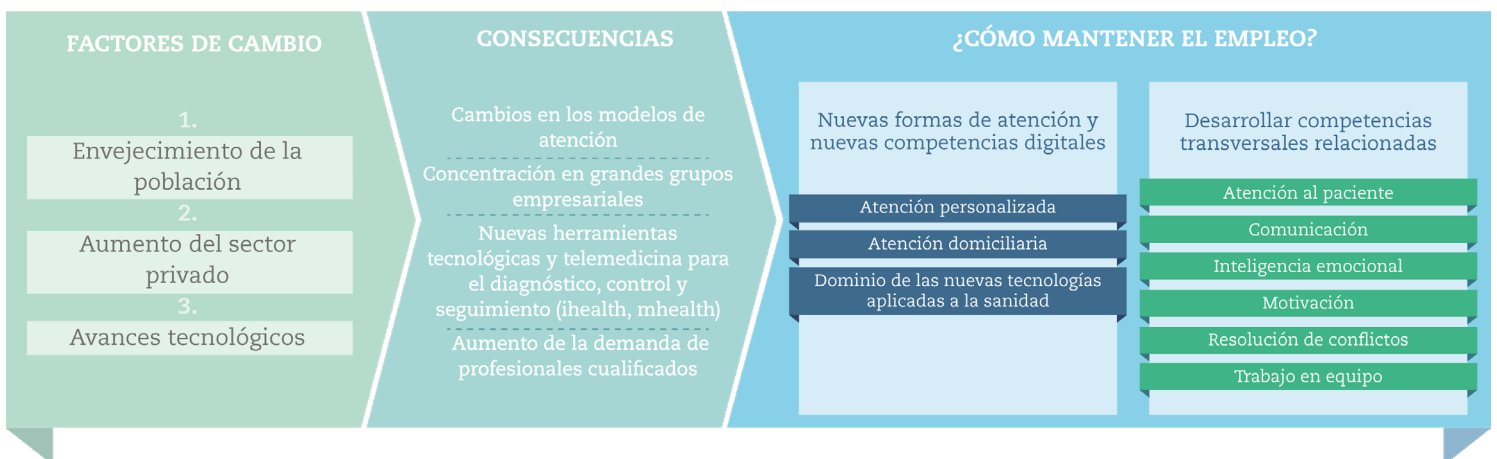 FACTORES DE CAMBIO
1.
Envejecimiento de la
población
2.
Aumento del sector
privado
3.
Avances tecnológicos
CONSECUENCIAS
Cambios en los modelos de
atención
Concentración en grandes grupos
empresariales
Nuevas herramientas
tecnológicas y telemedicina para
el diagnóstico, control y
seguimiento (ihealth, mhealth)
Aumento de la demanda de
profesionales cualificados
¿CÓMO MANTENER EL EMPLEO?
Nuevas formas de atención y
nuevas competencias digitales
Atención personalizada
Atención domiciliaria
Dominio de las nuevas tecnologías
aplicadas a la sanidad
Desarrollar competencias
transversales relacionadas
Atención al paciente
Comunicación
Inteligencia emocional
Motivación
Resolución de conflictos
Trabajo en equipo